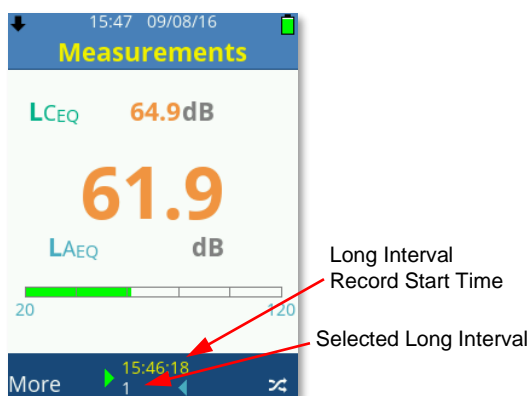 15:47 09/08/16
Measurements
LCEQ 64.9dB
61.9
LAEQ dB
20 120
Long Interval
Record Start Time
Selected Long Interval
15:46:18
More 1